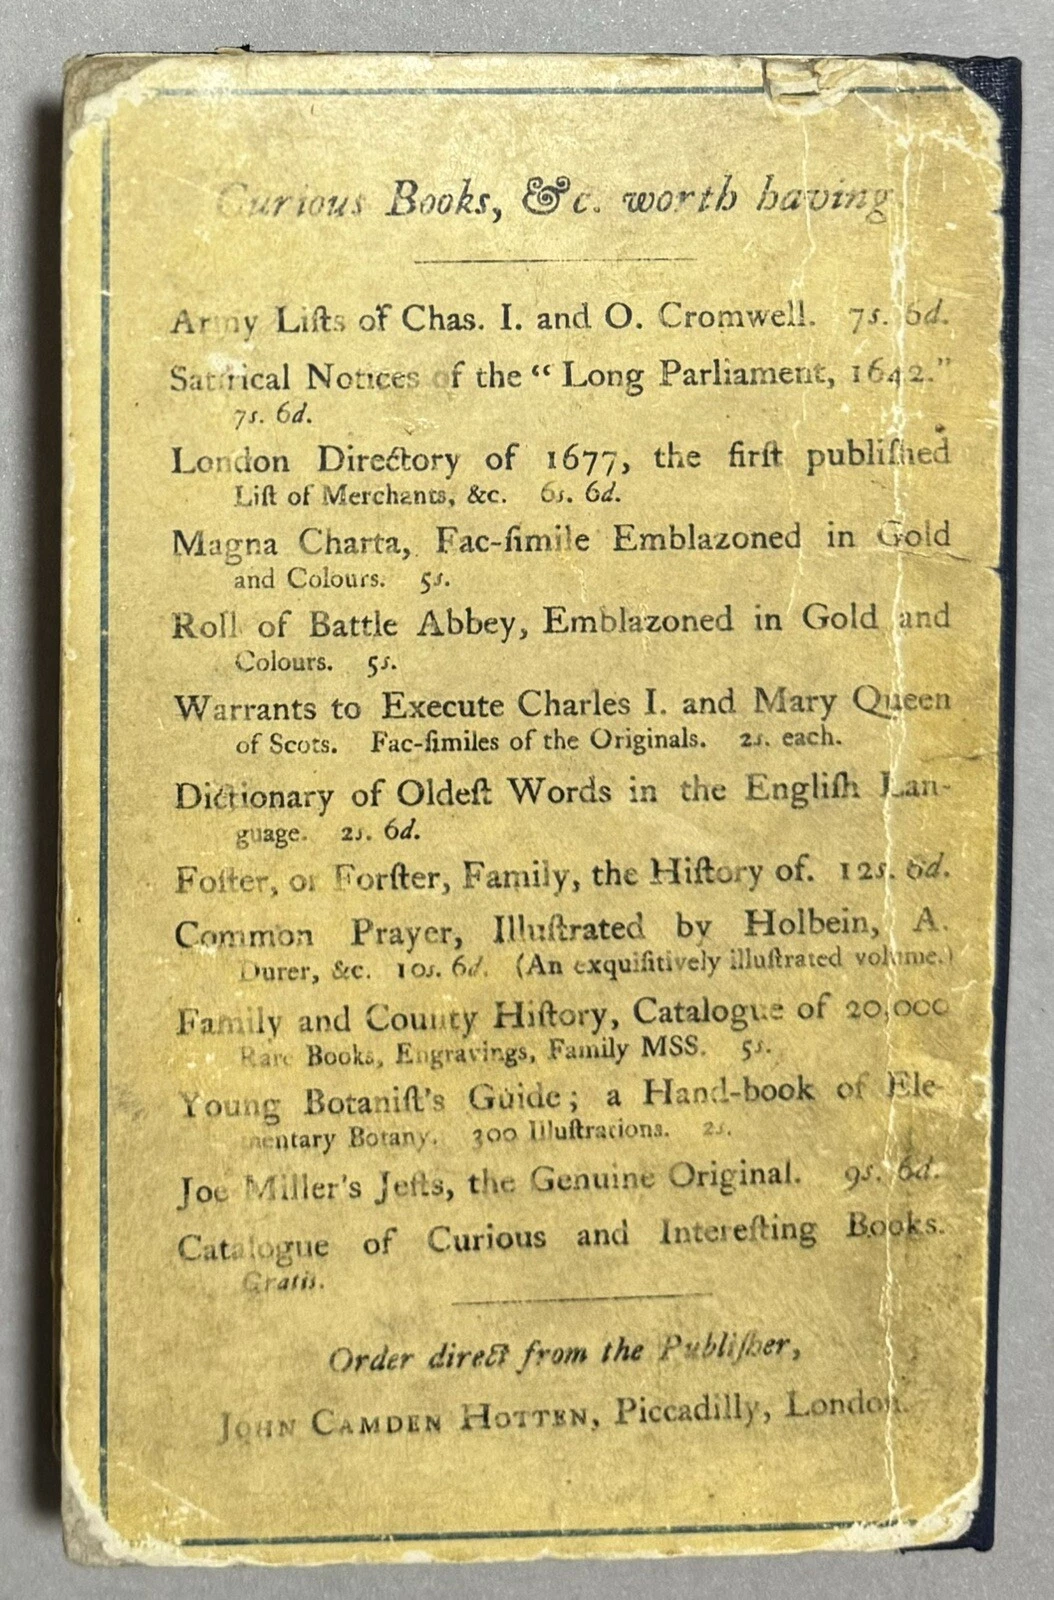 Curious Books, &c. worth having
Army Liſts of Chas. I. and O. Cromwell. 7s. 6d.
Satirical Notices of the “ Long Parliament, 1642.”
7s. 6d.
London Directory of 1677, the firſt publiſhed
Liſt of Merchants, &c. 6s. 6d.
Magna Charta, Fac-ſimile Emblazoned in Gold
and Colours. 5s.
Roll of Battle Abbey, Emblazoned in Gold and
Colours. 5s.
Warrants to Execute Charles I. and Mary Queen
of Scots. Fac-ſimiles of the Originals. 2s. each.
Dictionary of Oldeſt Words in the Engliſh Lan-
guage. 2s. 6d.
Foſter, or Forſter, Family, the Hiſtory of. 12s. 6d.
Common Prayer, Illuſtrated by Holbein, A.
Durer, &c. 10s. 6d. (An exquiſitively illuſtrated volume.)
Family and County Hiſtory, Catalogue of 20,000
Rare Books, Engravings, Family MSS. 5s.
Young Botaniſt's Guide; a Hand-book of Ele-
mentary Botany. 300 Illuſtrations. 2s.
Joe Miller's Jeſts, the Genuine Original. 9s. 6d.
Catalogue of Curious and Intereſting Books.
Gratis.
Order direct from the Publiſher,
JOHN CAMDEN HOTTEN, Piccadilly, London.